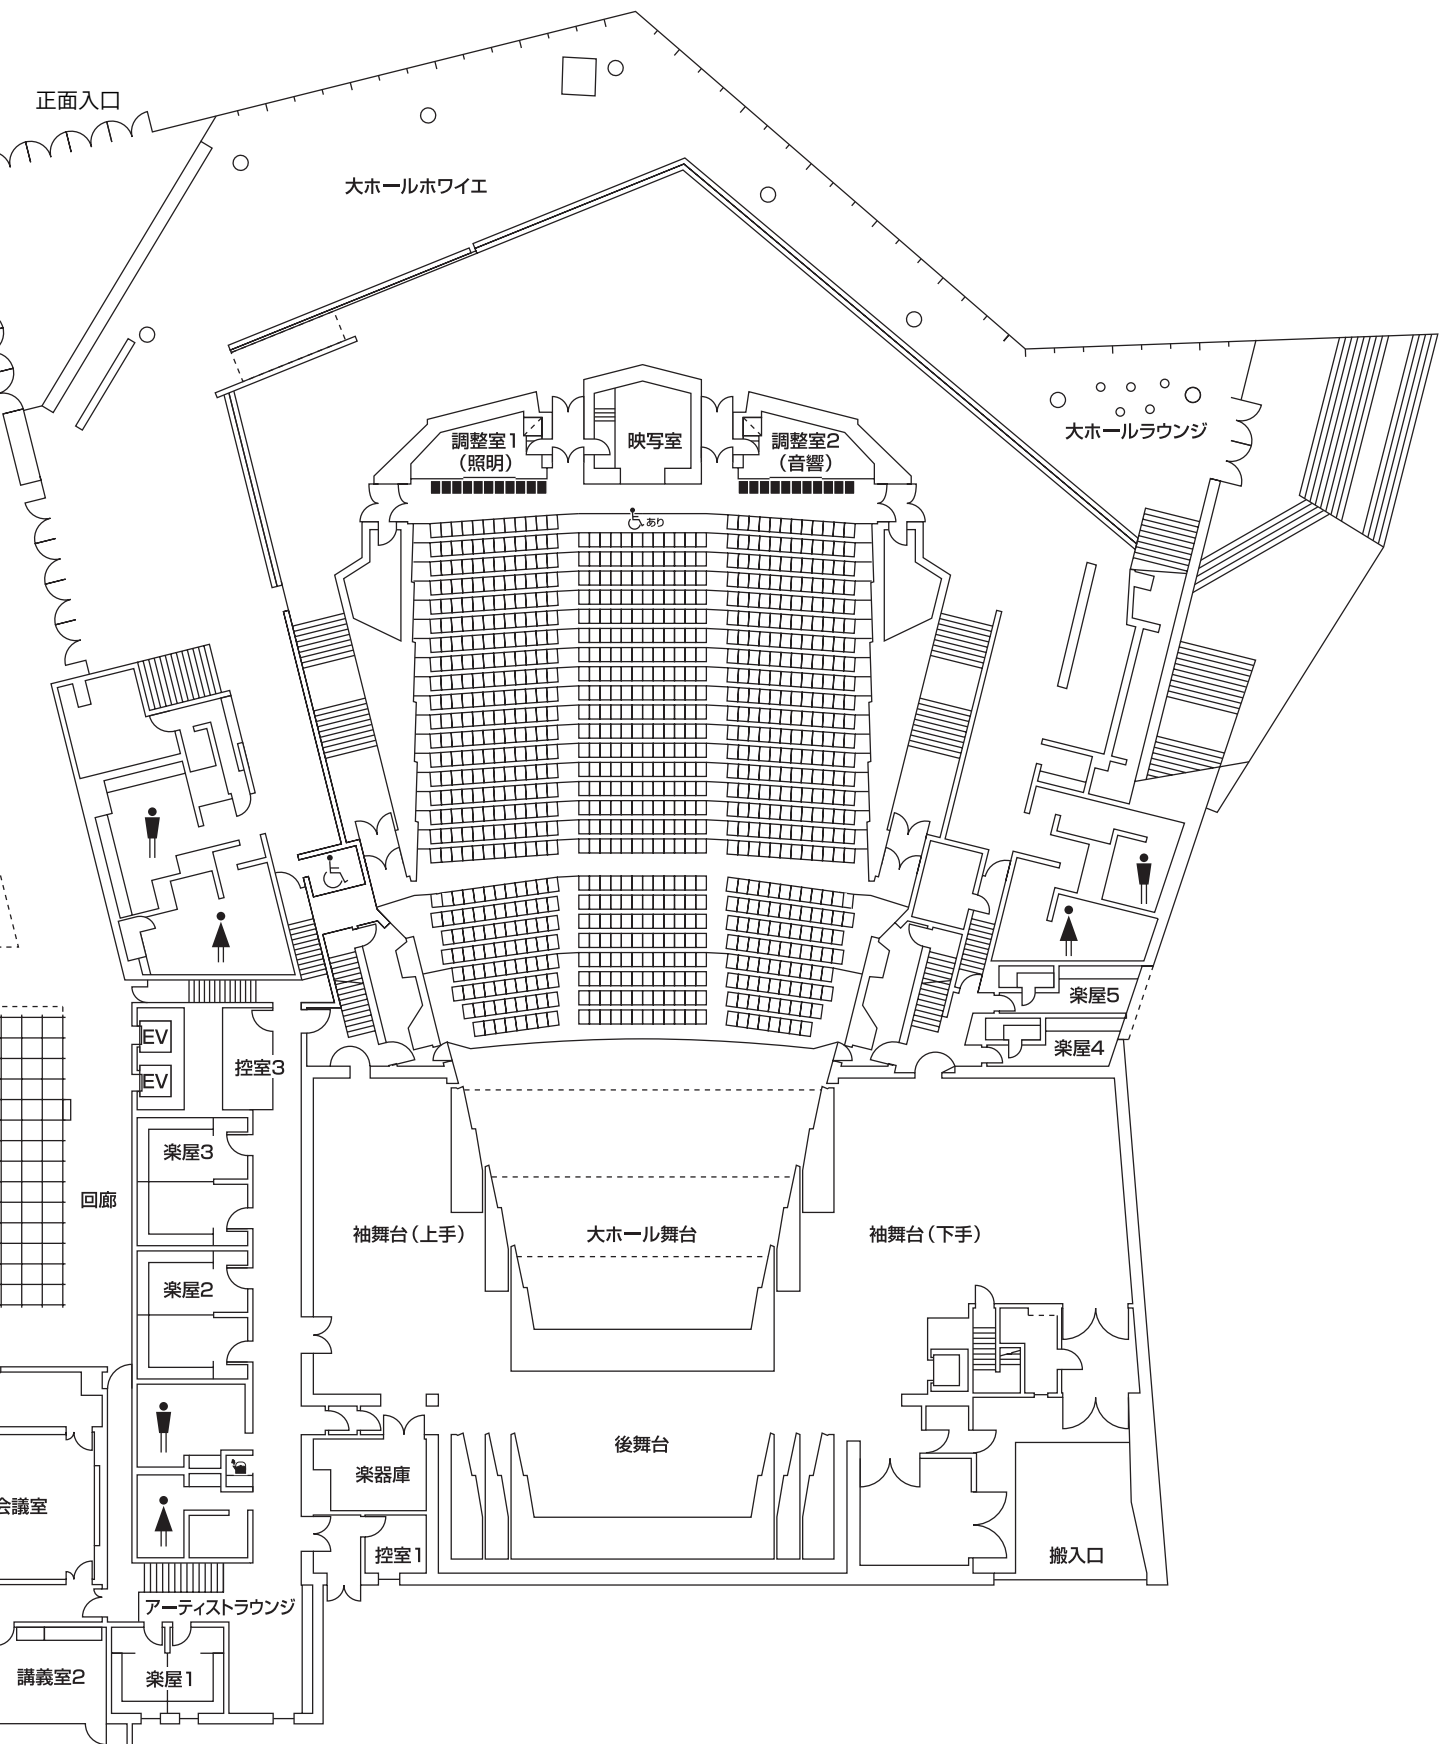 正面入口
大ホールホワイエ
大ホールラウンジ
調整室1
（照明）
映写室
調整室2
（音響）
あり
楽屋5
楽屋4
EV
EV
控室3
楽屋3
回廊
袖舞台（上手）
大ホール舞台
袖舞台（下手）
楽屋2
後舞台
楽器庫
会議室
控室1
搬入口
アーティストラウンジ
講義室2
楽屋1